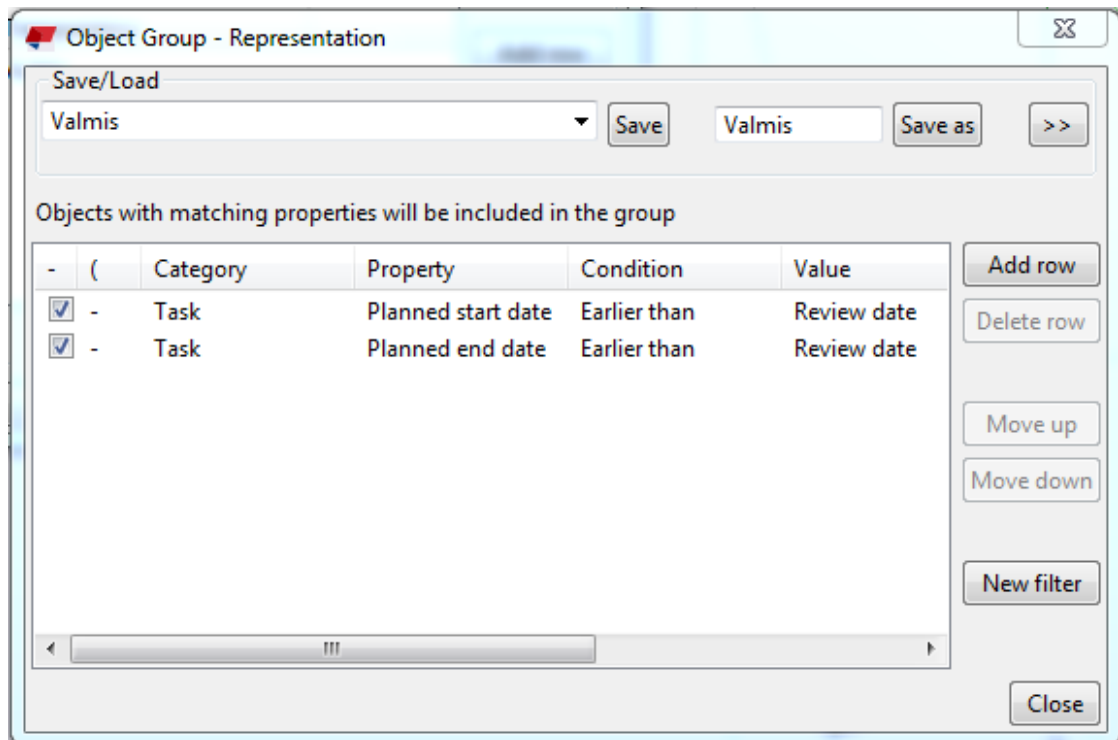 Object Group - Representation
Save/Load
Valmis Save Valmis Save as >>
Objects with matching properties will be included in the group
- ( Category Property Condition Value Add row
- Task Planned start date Earlier than Review date Delete row
- Task Planned end date Earlier than Review date
Move up
Move down
New filter
Close